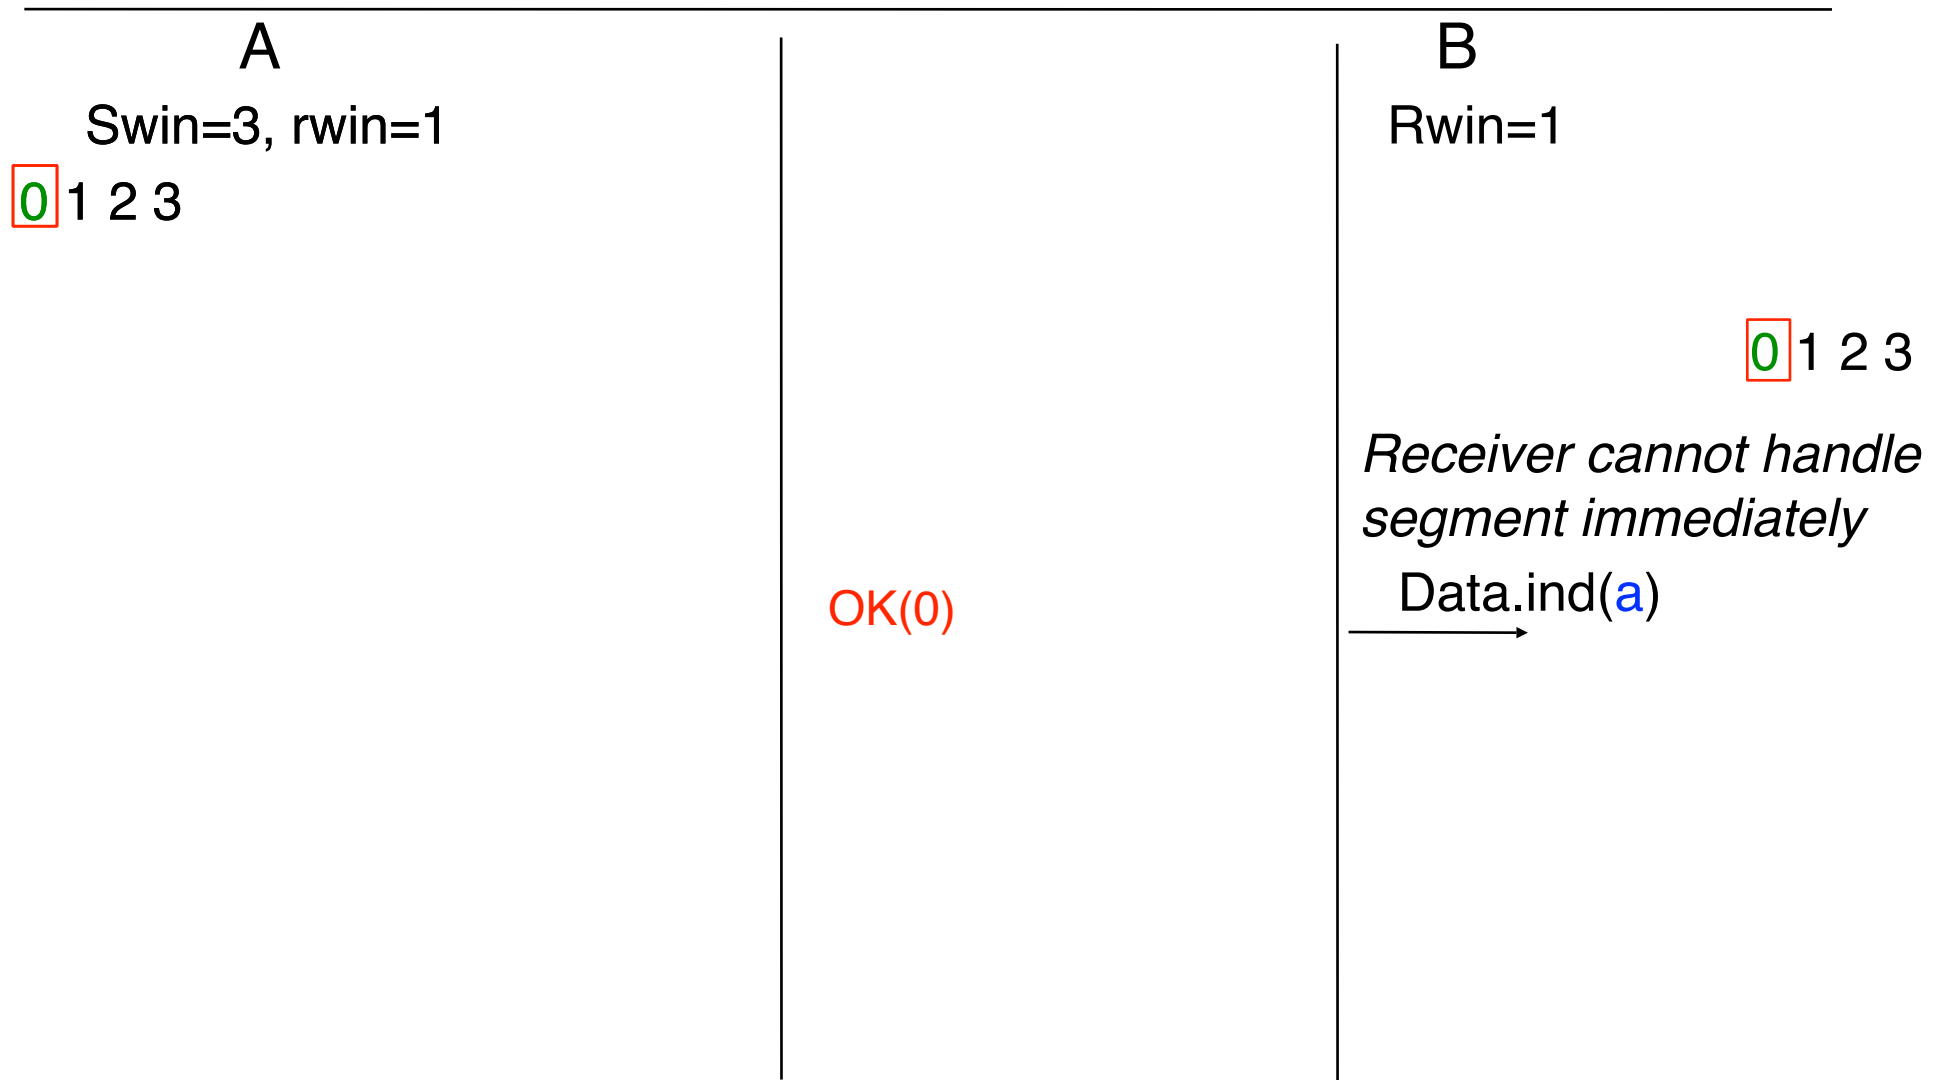 A
B
Swin=3, rwin=1
Rwin=1
0 1 2 3
0 1 2 3
Receiver cannot handle
segment immediately
Data.ind(a)
OK(0)